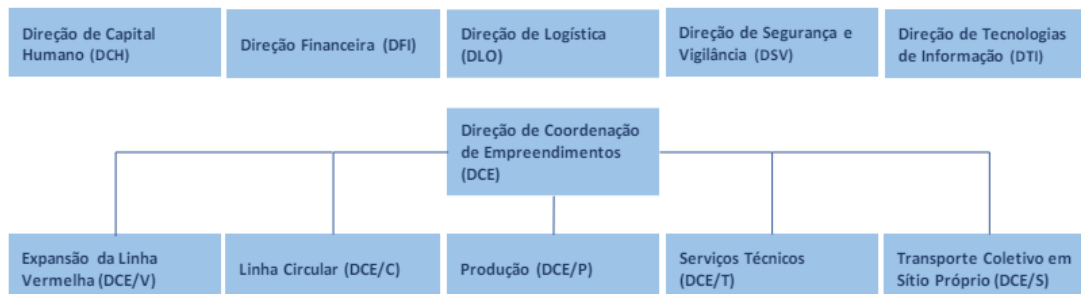 Direção de Capital
Humano (DCH)
Direção Financeira (DFI)
Direção de Logística
(DLO)
Direção de Segurança e
Vigilância (DSV)
Direção de Tecnologias
de Informação (DTI)
Direção de Coordenação
de Empreendimentos
(DCE)
Expansão da Linha
Vermelha (DCE/V)
Linha Circular (DCE/C)
Produção (DCE/P)
Serviços Técnicos
(DCE/T)
Transporte Coletivo em
Sítio Próprio (DCE/S)